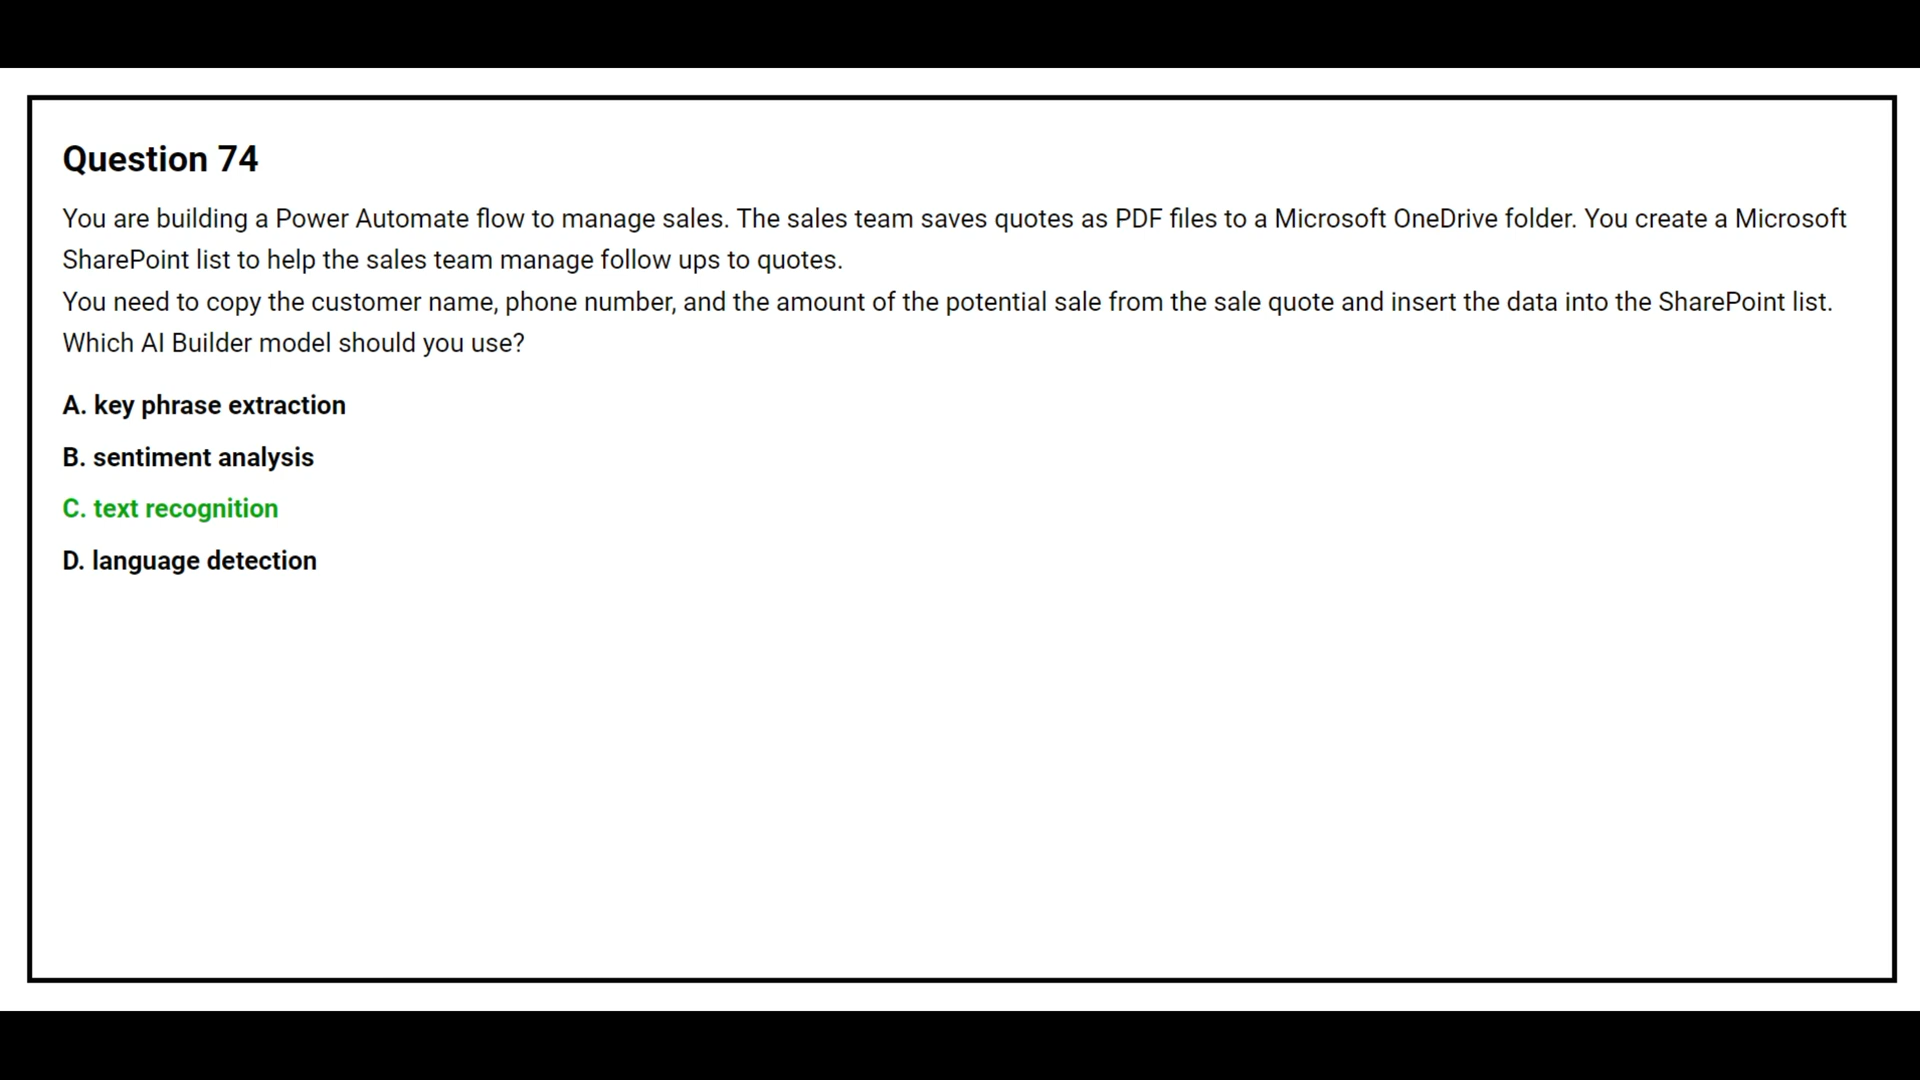 Question 74
You are building a Power Automate flow to manage sales. The sales team saves quotes as PDF files to a Microsoft OneDrive folder. You create a Microsoft
SharePoint list to help the sales team manage follow ups to quotes.
You need to copy the customer name, phone number, and the amount of the potential sale from the sale quote and insert the data into the SharePoint list.
Which AI Builder model should you use?
A. key phrase extraction
B. sentiment analysis
C. text recognition
D. language detection